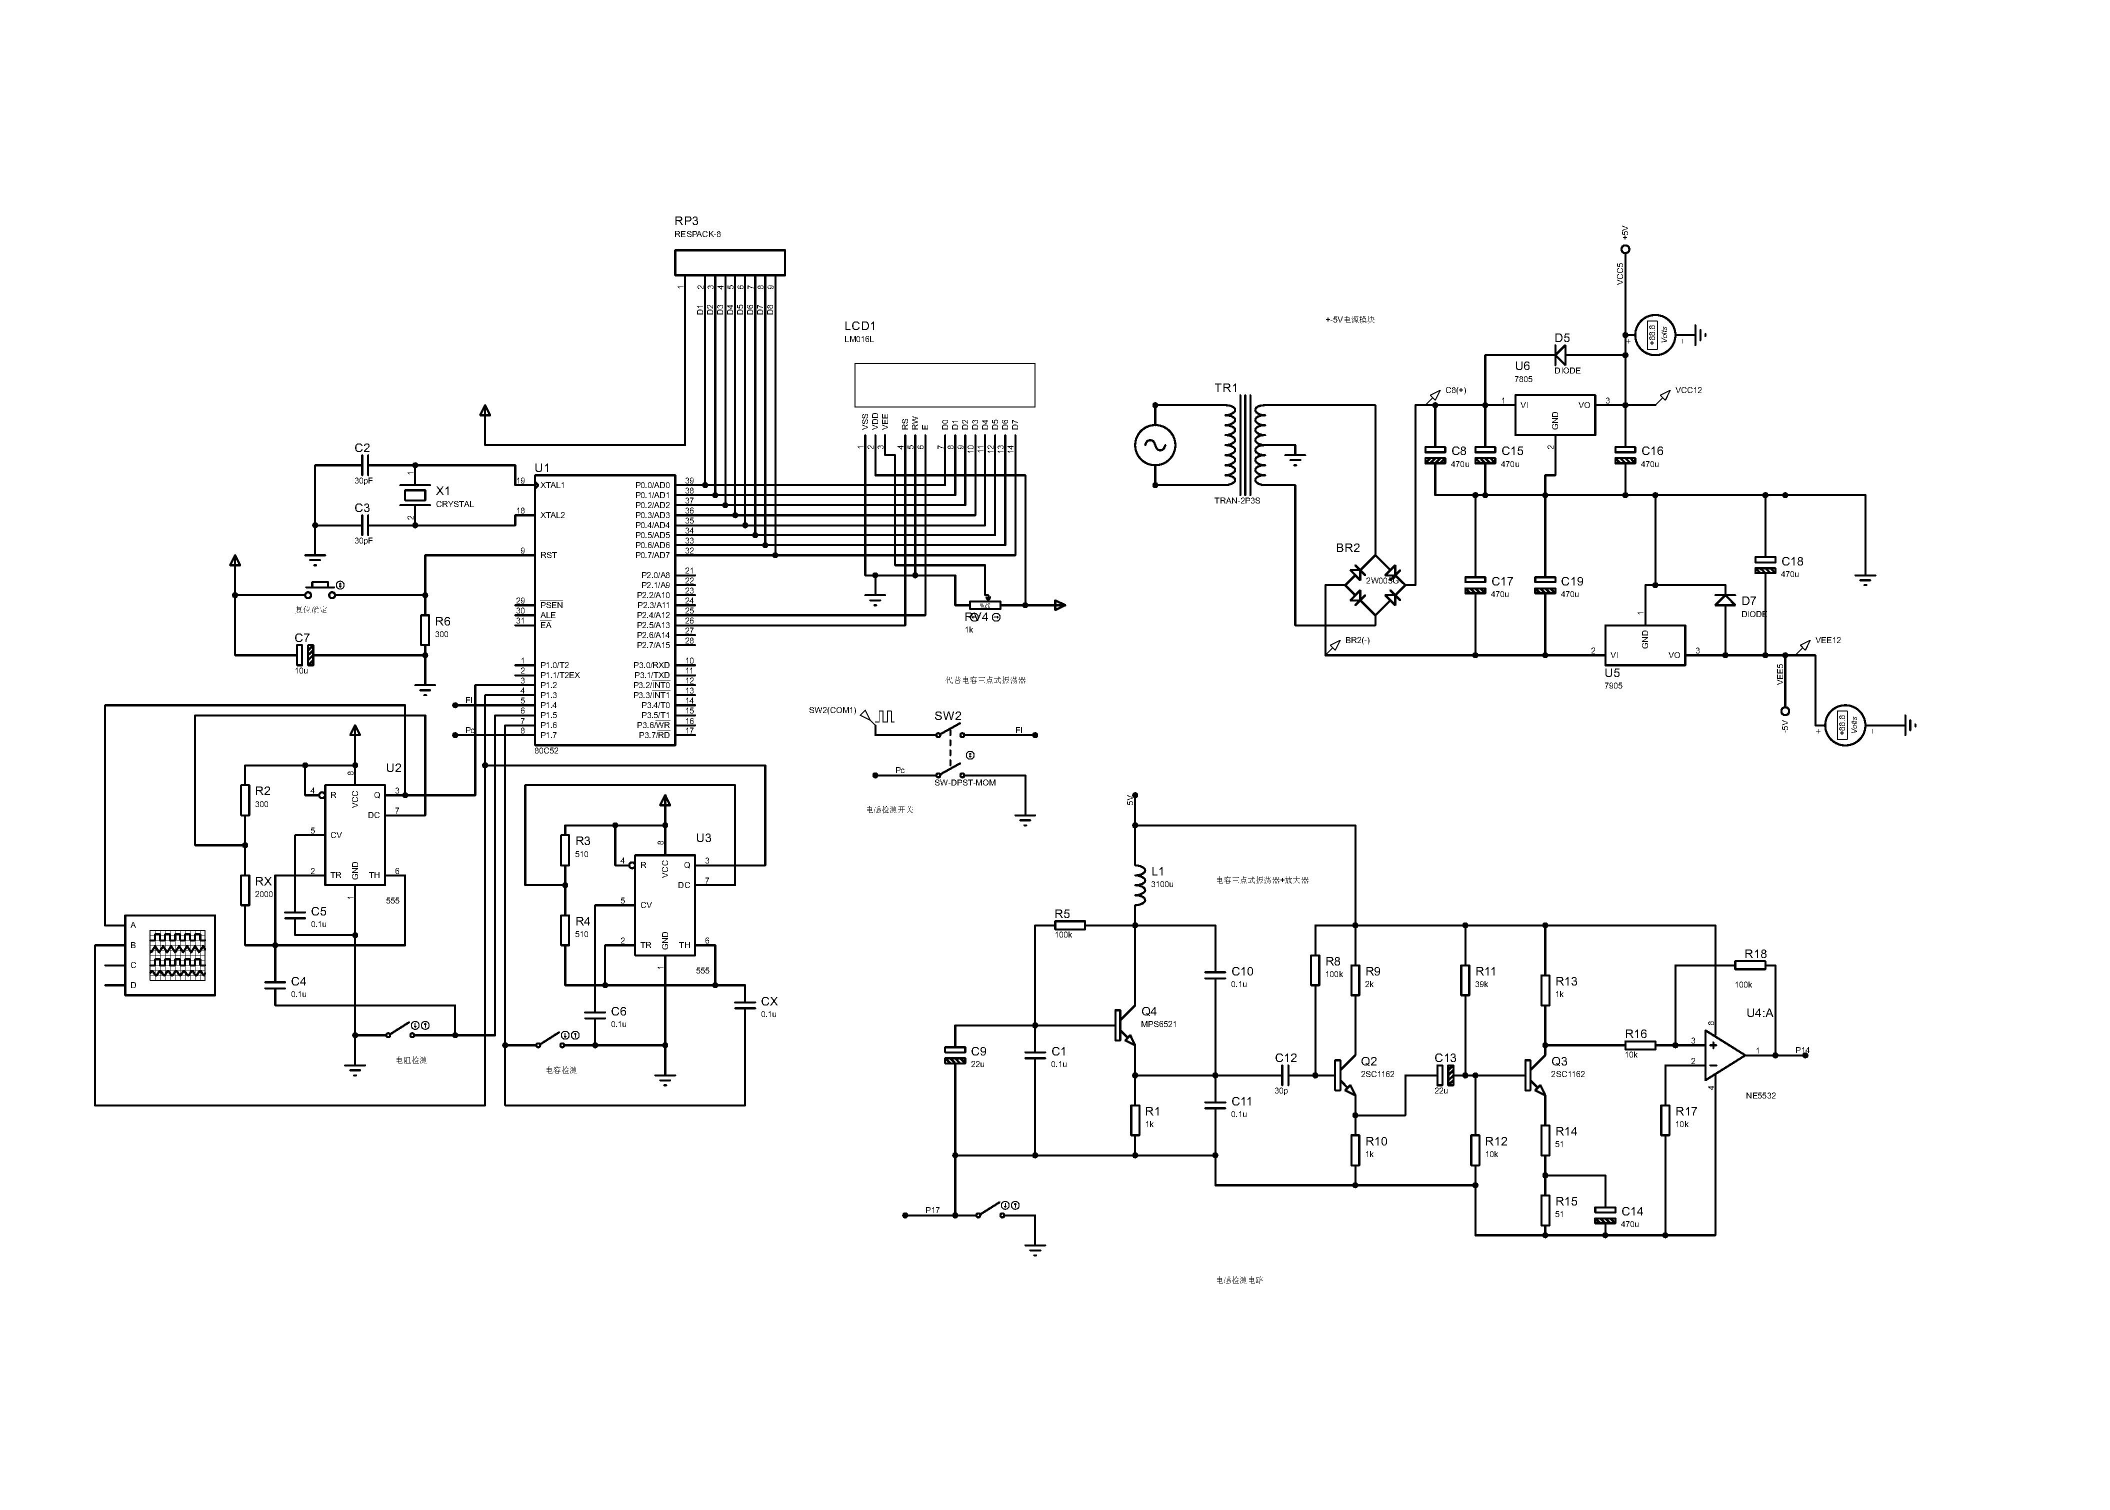 RP3
RESPACK-8
1
2
3
4
5
6
7
8
9
D1
D2
D3
D4
D5
D6
D7
D8
LCD1
LM016L
VSS
VDD
VEE
RS
RW
E
D0
D1
D2
D3
D4
D5
D6
D7
1
2
3
4
5
6
7
8
9
10
11
12
13
14
RV4
1k
C2
30pF
C3
30pF
X1
CRYSTAL
1
2
复位/消定
C7
10u
R6
300
U1
80C52
19 XTAL1
18 XTAL2
9 RST
29 PSEN
30 ALE
31 EA
1 P1.0/T2
2 P1.1/T2EX
3 P1.2
4 P1.3
5 P1.4
6 P1.5
7 P1.6
8 P1.7
P0.0/AD0 39
P0.1/AD1 38
P0.2/AD2 37
P0.3/AD3 36
P0.4/AD4 35
P0.5/AD5 34
P0.6/AD6 33
P0.7/AD7 32
P2.0/A8 21
P2.1/A9 22
P2.2/A10 23
P2.3/A11 24
P2.4/A12 25
P2.5/A13 26
P2.6/A14 27
P2.7/A15 28
P3.0/RXD 10
P3.1/TXD 11
P3.2/INT0 12
P3.3/INT1 13
P3.4/T0 14
P3.5/T1 15
P3.6/WR 16
P3.7/RD 17
Pc
U2
555
4 R
5 CV
2 TR
8 VCC
1 GND
Q 3
DC 7
TH 6
R2
300
RX
2000
C5
0.1u
C4
0.1u
A
B
C
D
电阻检测
U3
555
4 R
5 CV
2 TR
8 VCC
1 GND
Q 3
DC 7
TH 6
R3
510
R4
510
C6
0.1u
CX
0.1u
电容检测
代替电容三点式振荡器
SW2(COM1)
SW2
SW-DPST-MOM
Pc
电感检测开关
+-5V电源模块
TR1
TRAN-2P3S
BR2
2W005G
BR2(-)
C8(+)
C8
470u
C15
470u
D5
DIODE
U6
7805
1 VI
VO 3
GND
2
C16
470u
+5V
VCC5
+88.8
Volts
VCC12
C17
470u
C19
470u
C18
470u
D7
DIODE
U5
7905
2 VI
VO 3
GND
1
VEE12
VEE5
-5V
+88.8
Volts
5V
L1
3100u
电容三点式振荡器+放大器
R5
100k
C9
22u
C1
0.1u
Q4
MPS6521
R1
1k
C10
0.1u
C11
0.1u
C12
30p
R8
100k
R9
2k
Q2
2SC1162
R10
1k
C13
22u
R11
39k
R12
10k
R13
1k
Q3
2SC1162
R14
51
R15
51
C14
470u
R16
10k
R17
10k
R18
100k
U4:A
NE5532
3
2
1
8
4
P14
P17
电感检测电路